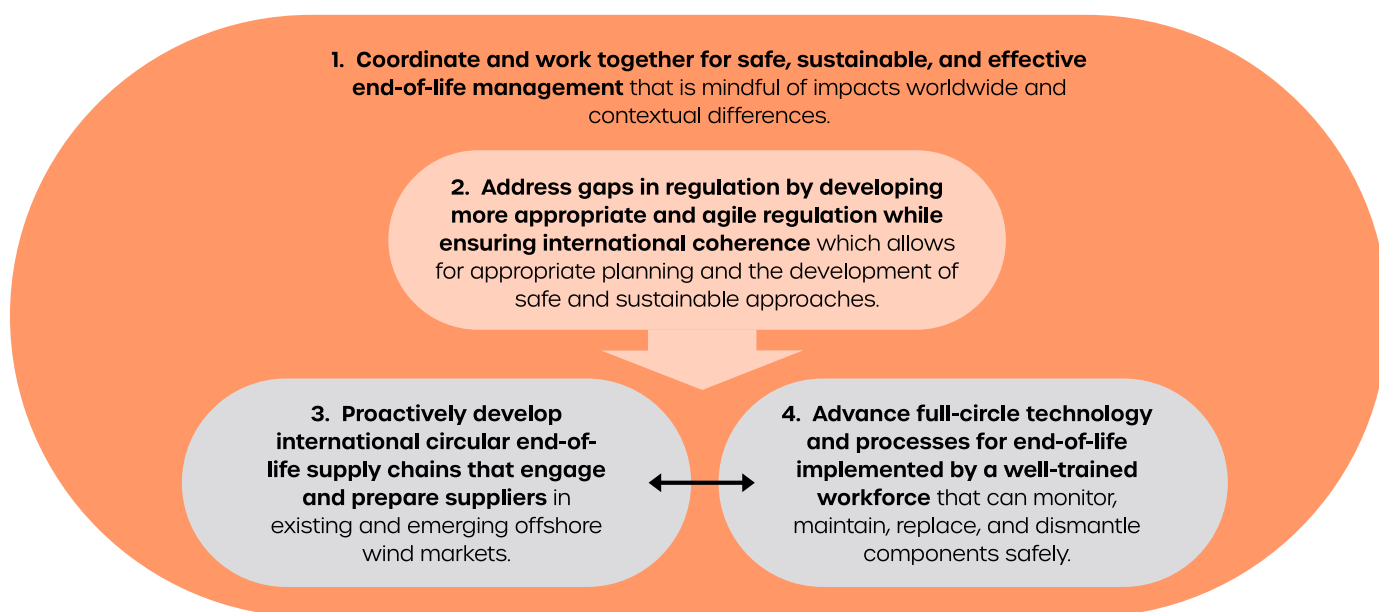 1. Coordinate and work together for safe, sustainable, and effective
end-of-life management that is mindful of impacts worldwide and
contextual differences.
2. Address gaps in regulation by developing
more appropriate and agile regulation while
ensuring international coherence which allows
for appropriate planning and the development of
safe and sustainable approaches.
3. Proactively develop
international circular end-of-
life supply chains that engage
and prepare suppliers in
existing and emerging offshore
wind markets.
4. Advance full-circle technology
and processes for end-of-life
implemented by a well-trained
workforce that can monitor,
maintain, replace, and dismantle
components safely.